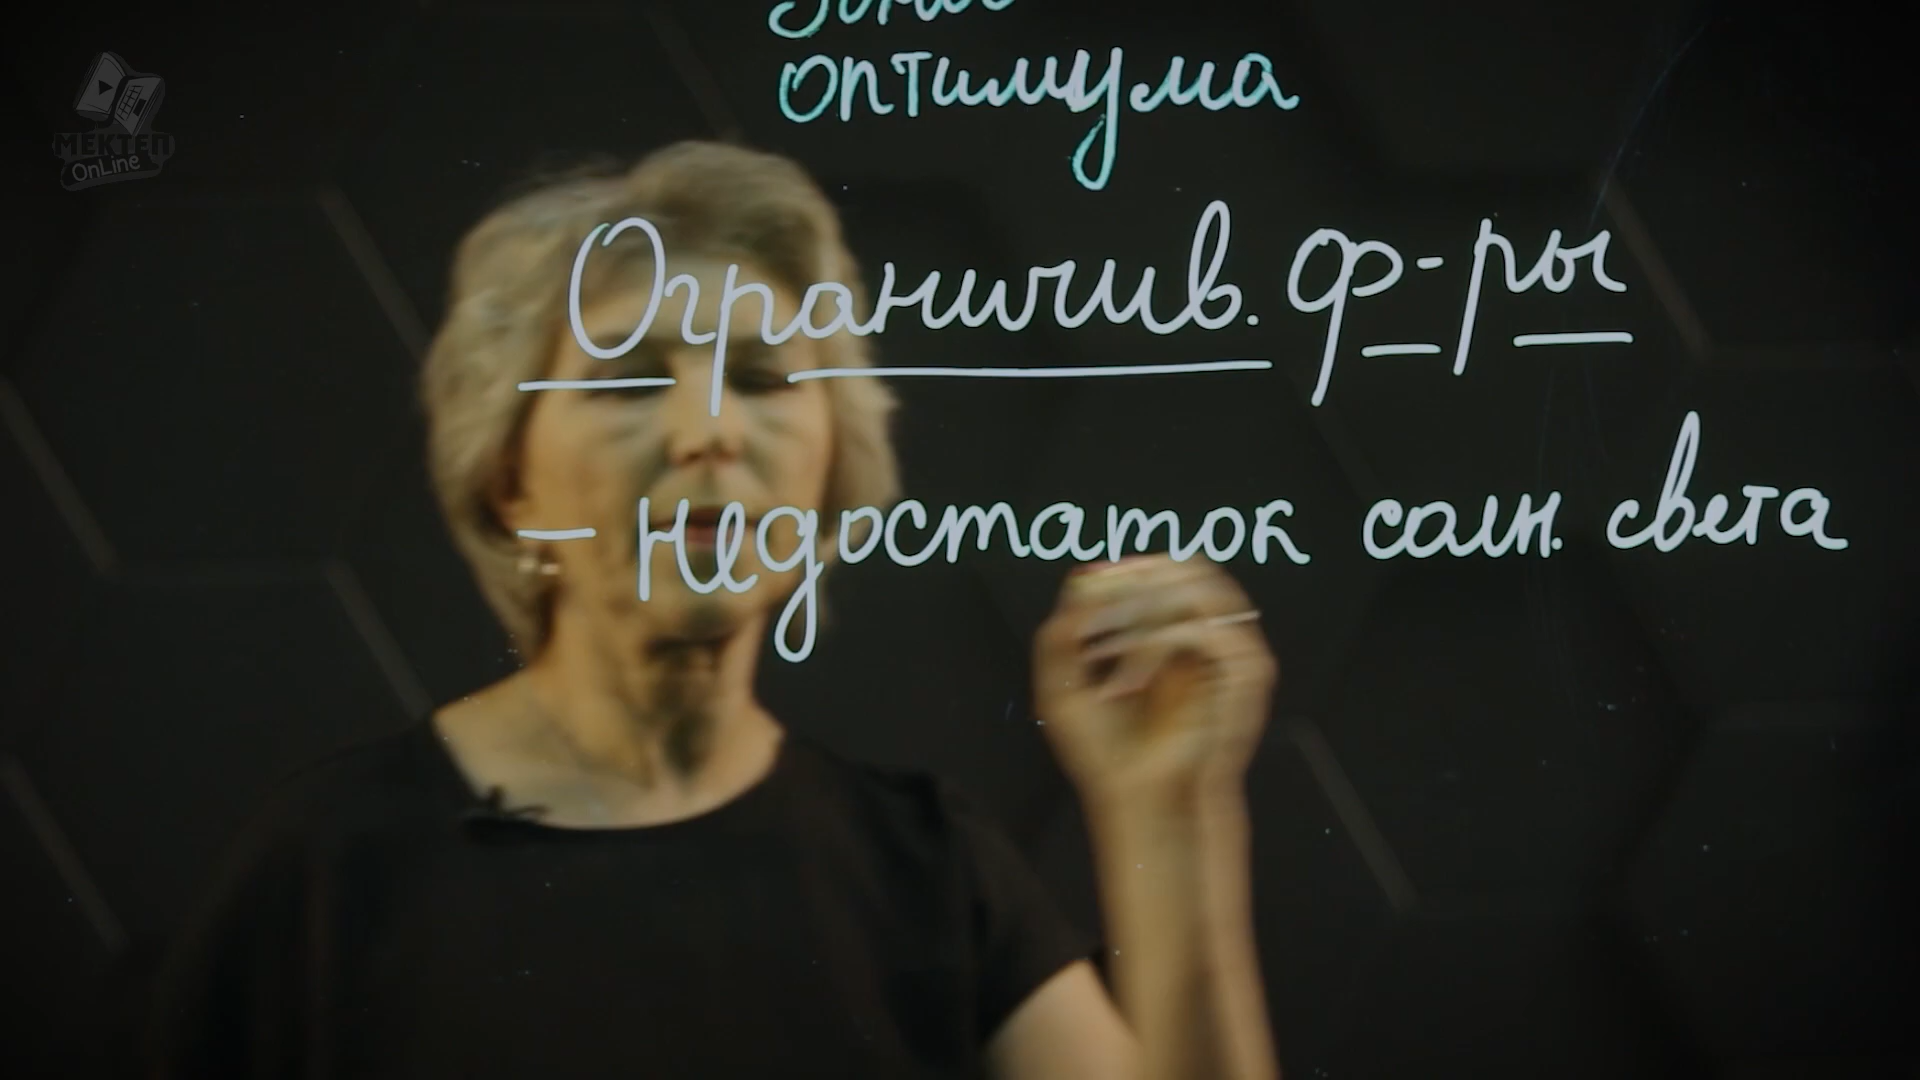 МЕКТЕП
OnLine
оптимума
Ограничив. ф-ры
- недостаток солн. света